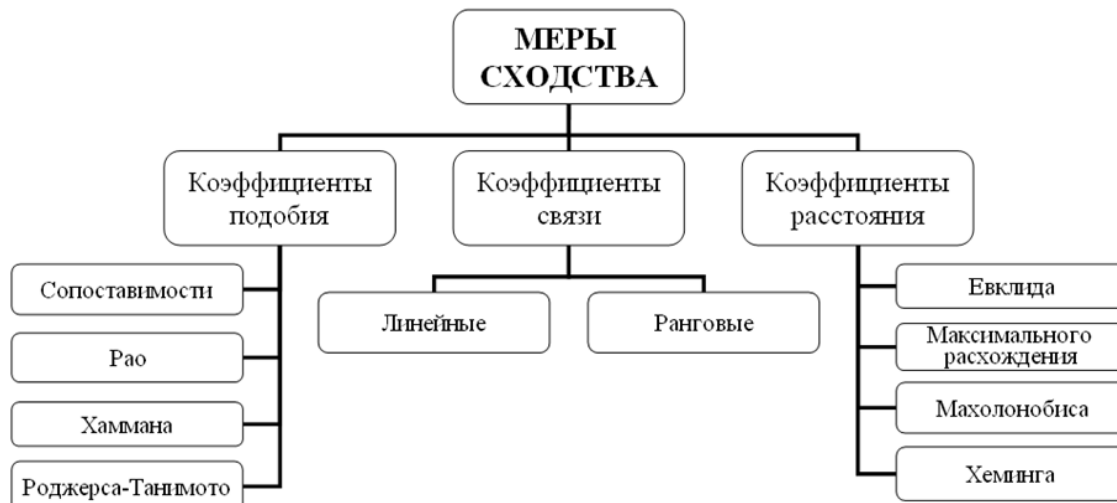 МЕРЫ
СХОДСТВА
Коэффициенты
подобия
Коэффициенты
связи
Коэффициенты
расстояния
Сопоставимости
Рао
Хаммана
Роджерса-Танимото
Линейные
Ранговые
Евклида
Максимального
расхождения
Махолонобиса
Хеминга